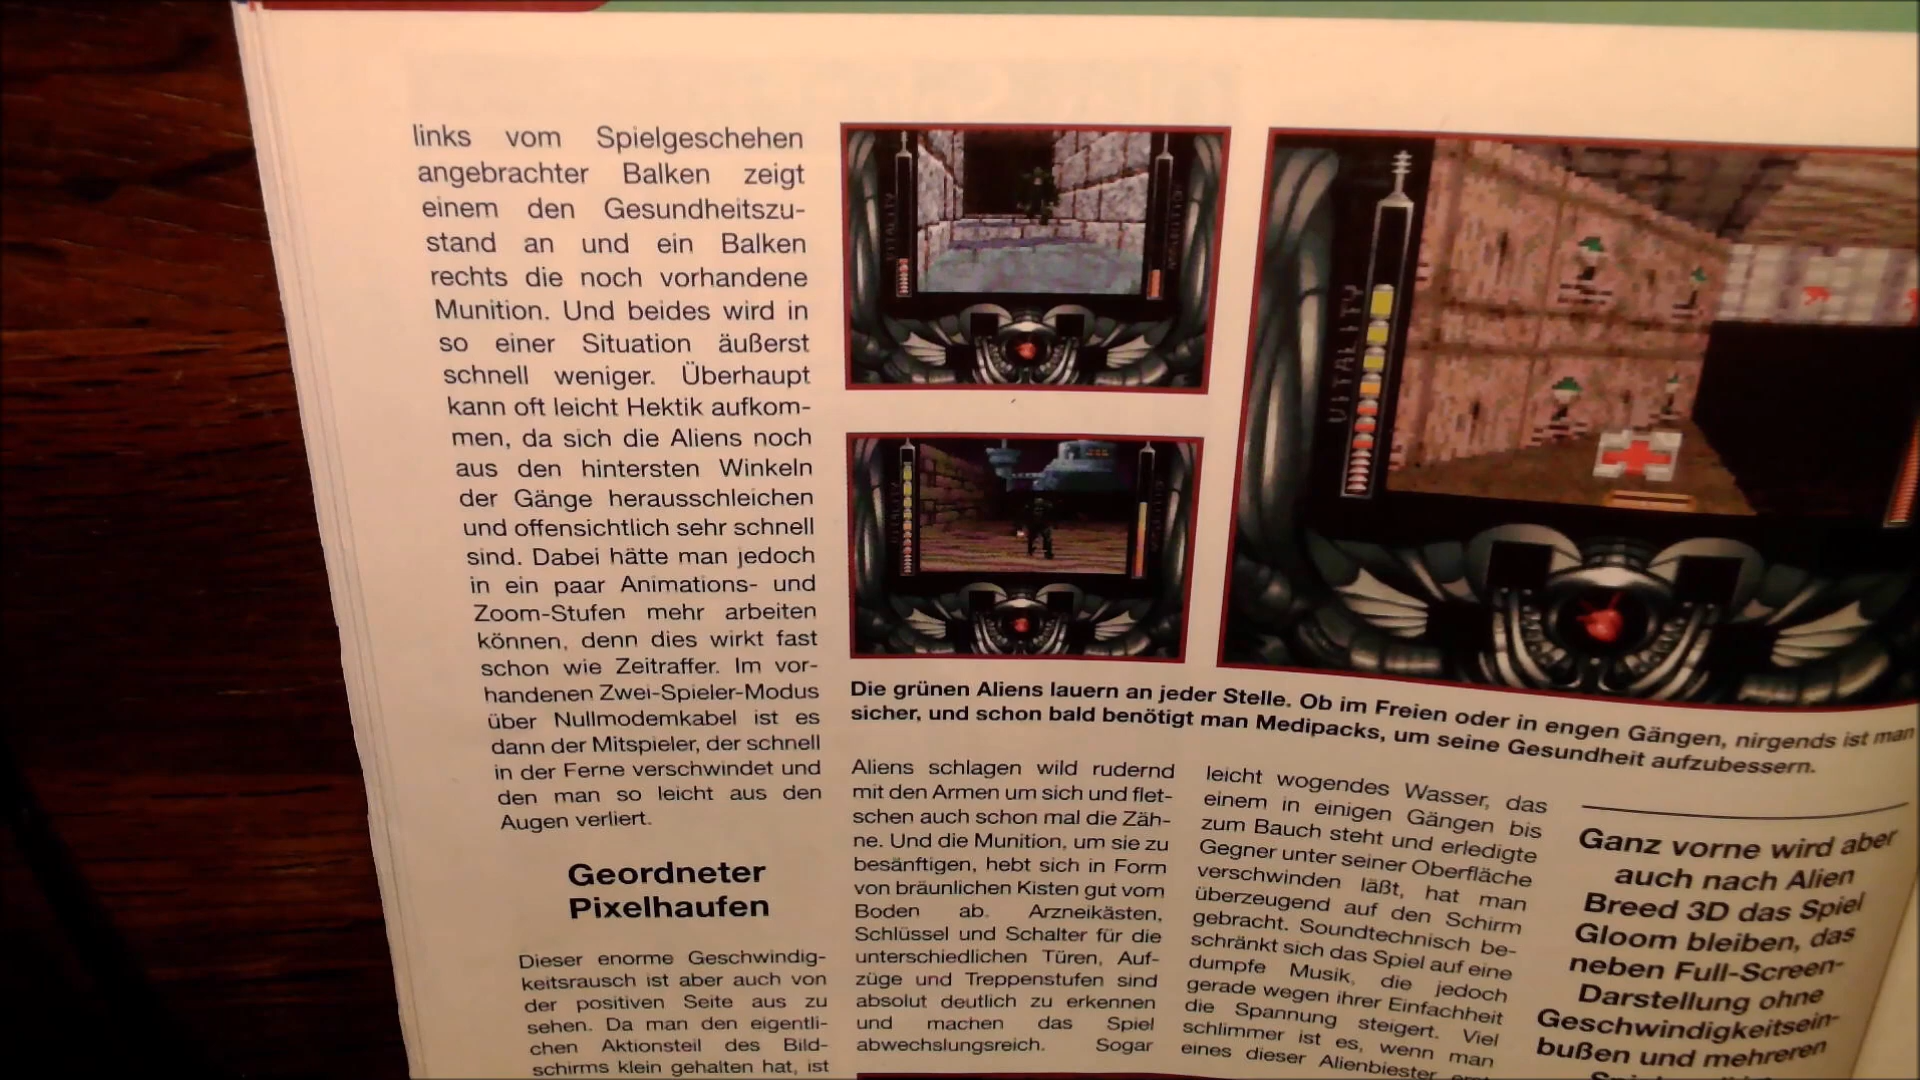 links vom Spielgeschehen
angebrachter Balken zeigt
einem den Gesundheitszu-
stand an und ein Balken
rechts die noch vorhandene
Munition. Und beides wird in
so einer Situation äußerst
schnell weniger. Überhaupt
kann oft leicht Hektik aufkom-
men, da sich die Aliens noch
aus den hintersten Winkeln
der Gänge herausschleichen
und offensichtlich sehr schnell
sind. Dabei hätte man jedoch
in ein paar Animations- und
Zoom-Stufen mehr arbeiten
können, denn dies wirkt fast
schon wie Zeitraffer. Im vor-
handenen Zwei-Spieler-Modus
über Nullmodemkabel ist es
dann der Mitspieler, der schnell
in der Ferne verschwindet und
den man so leicht aus den
Augen verliert.
Geordneter
Pixelhaufen
Dieser enorme Geschwindig-
keitsrausch ist aber auch von
der positiven Seite aus zu
sehen. Da man den eigentli-
chen Aktionsteil des Bild-
schirms klein gehalten hat, ist
VITALITY
Die grünen Aliens lauern an jeder Stelle. Ob im Freien oder in engen Gängen, nirgends ist man
sicher, und schon bald benötigt man Medipacks, um seine Gesundheit aufzubessern.
Aliens schlagen wild rudernd
mit den Armen um sich und flet-
schen auch schon mal die Zäh-
ne. Und die Munition, um sie zu
besänftigen, hebt sich in Form
von bräunlichen Kisten gut vom
Boden ab. Arzneikästen,
Schlüssel und Schalter für die
unterschiedlichen Türen, Auf-
züge und Treppenstufen sind
absolut deutlich zu erkennen
und machen das Spiel
abwechslungsreich. Sogar
leicht wogendes Wasser, das
einem in einigen Gängen bis
zum Bauch steht und erledigte
Gegner unter seiner Oberfläche
verschwinden läßt, hat man
überzeugend auf den Schirm
gebracht. Soundtechnisch be-
schränkt sich das Spiel auf eine
dumpfe Musik, die jedoch
gerade wegen ihrer Einfachheit
die Spannung steigert. Viel
schlimmer ist es, wenn man
eines dieser Alienbiester
Ganz vorne wird aber
auch nach Alien
Breed 3D das Spiel
Gloom bleiben, das
neben Full-Screen-
Darstellung ohne
Geschwindigkeitsein-
bußen und mehreren